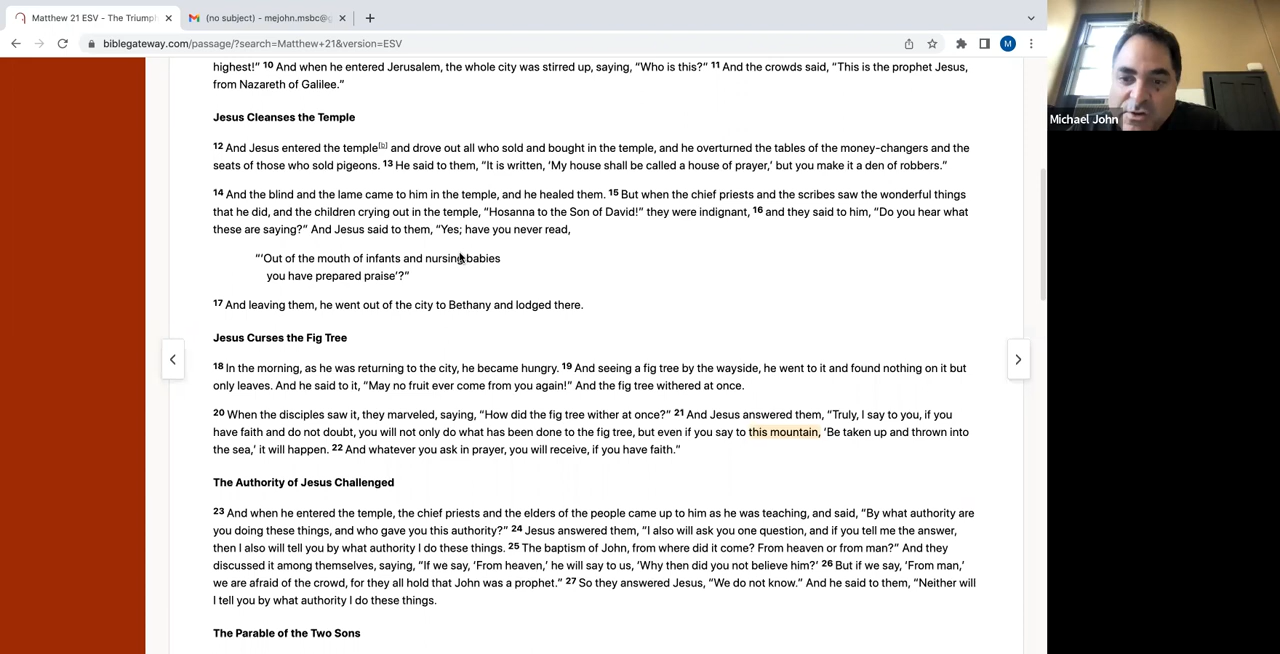 Matthew 21 ESV - The Triump
(no subject) - mejohn.msbc@g
biblegateway.com/passage/?search=Matthew+21&version=ESV
M
Michael John
highest!” 10 And when he entered Jerusalem, the whole city was stirred up, saying, “Who is this?” 11 And the crowds said, “This is the prophet Jesus,
from Nazareth of Galilee.”
Jesus Cleanses the Temple
12 And Jesus entered the temple[b] and drove out all who sold and bought in the temple, and he overturned the tables of the money-changers and the
seats of those who sold pigeons. 13 He said to them, “It is written, ‘My house shall be called a house of prayer,’ but you make it a den of robbers.”
14 And the blind and the lame came to him in the temple, and he healed them. 15 But when the chief priests and the scribes saw the wonderful things
that he did, and the children crying out in the temple, “Hosanna to the Son of David!” they were indignant, 16 and they said to him, “Do you hear what
these are saying?” And Jesus said to them, “Yes; have you never read,
“‘Out of the mouth of infants and nursing babies
you have prepared praise’?”
17 And leaving them, he went out of the city to Bethany and lodged there.
Jesus Curses the Fig Tree
18 In the morning, as he was returning to the city, he became hungry. 19 And seeing a fig tree by the wayside, he went to it and found nothing on it but
only leaves. And he said to it, “May no fruit ever come from you again!” And the fig tree withered at once.
20 When the disciples saw it, they marveled, saying, “How did the fig tree wither at once?” 21 And Jesus answered them, “Truly, I say to you, if you
have faith and do not doubt, you will not only do what has been done to the fig tree, but even if you say to this mountain, ‘Be taken up and thrown into
the sea,’ it will happen. 22 And whatever you ask in prayer, you will receive, if you have faith.”
The Authority of Jesus Challenged
23 And when he entered the temple, the chief priests and the elders of the people came up to him as he was teaching, and said, “By what authority are
you doing these things, and who gave you this authority?” 24 Jesus answered them, “I also will ask you one question, and if you tell me the answer,
then I also will tell you by what authority I do these things. 25 The baptism of John, from where did it come? From heaven or from man?” And they
discussed it among themselves, saying, “If we say, ‘From heaven,’ he will say to us, ‘Why then did you not believe him?’ 26 But if we say, ‘From man,’
we are afraid of the crowd, for they all hold that John was a prophet.” 27 So they answered Jesus, “We do not know.” And he said to them, “Neither will
I tell you by what authority I do these things.
The Parable of the Two Sons